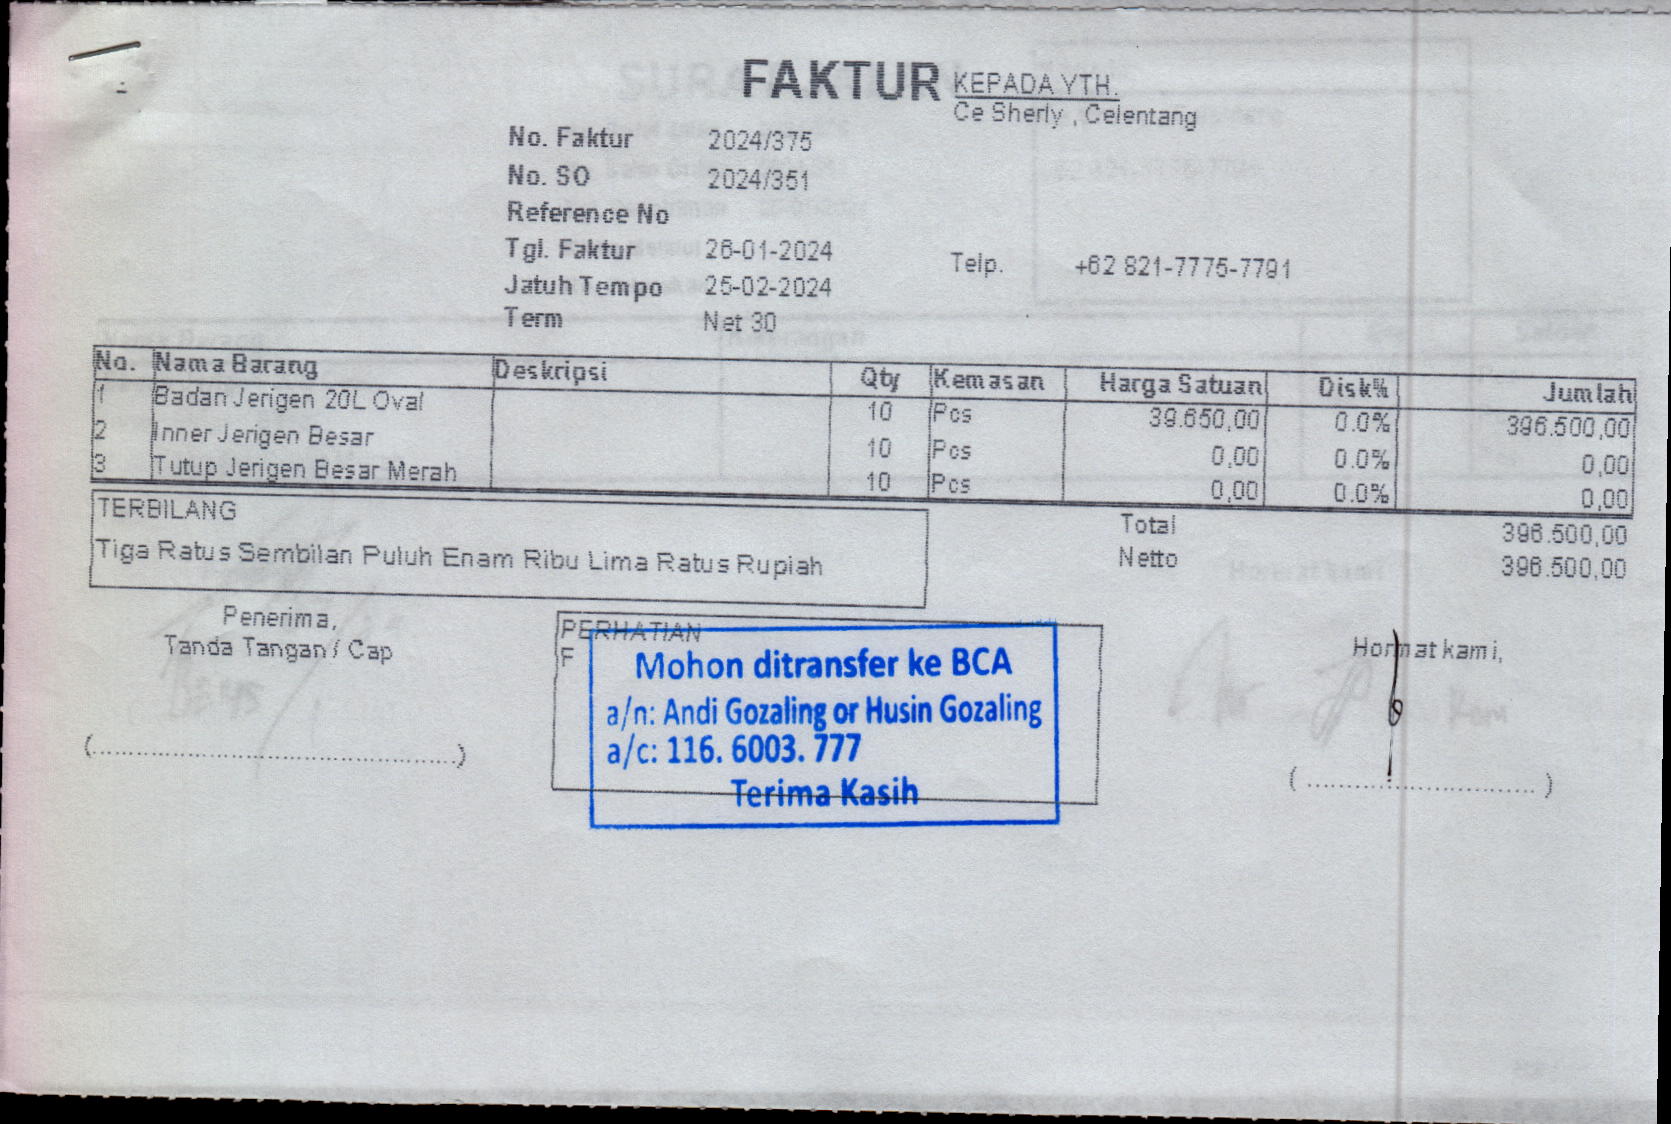 FAKTUR
KEPADA YTH.
Ce Sherly , Celentang
No. Faktur 2024/375
No. SO 2024/351
Reference No
Tgl. Faktur 26-01-2024
Telp. +62 821-7775-7791
Jatuh Tempo 25-02-2024
Term Net 30
No. Nama Barang Deskripsi Qty Kemasan Harga Satuan Disk% Jumlah
1 Badan Jerigen 20L Oval 10 Pcs 39.650,00 0.0% 396.500,00
2 Inner Jerigen Besar 10 Pcs 0,00 0.0% 0,00
3 Tutup Jerigen Besar Merah 10 Pcs 0,00 0.0% 0,00
TERBILANG
Tiga Ratus Sembilan Puluh Enam Ribu Lima Ratus Rupiah
Total 396.500,00
Netto 396.500,00
Penerima,
Tanda Tangan / Cap
(..............................................)
PERHATIAN
F
Mohon ditransfer ke BCA
a/n: Andi Gozaling or Husin Gozaling
a/c: 116. 6003. 777
Terima Kasih
Hormat kami,
( ............................. )